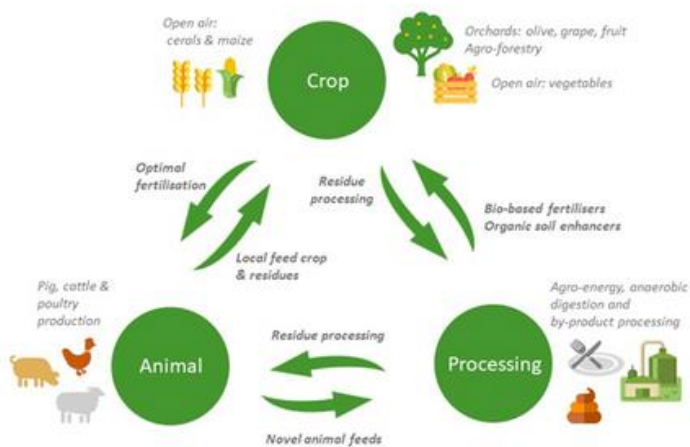 Open air:
cerals & maize
Crop
Orchards: olive, grape, fruit
Agro-forestry
Open air: vegetables
Optimal
fertilisation
Residue
processing
Bio-based fertilisers
Organic soil enhancers
Local feed crop
& residues
Pig, cattle &
poultry
production
Animal
Residue processing
Novel animal feeds
Processing
Agro-energy, anaerobic
digestion and
by-product processing